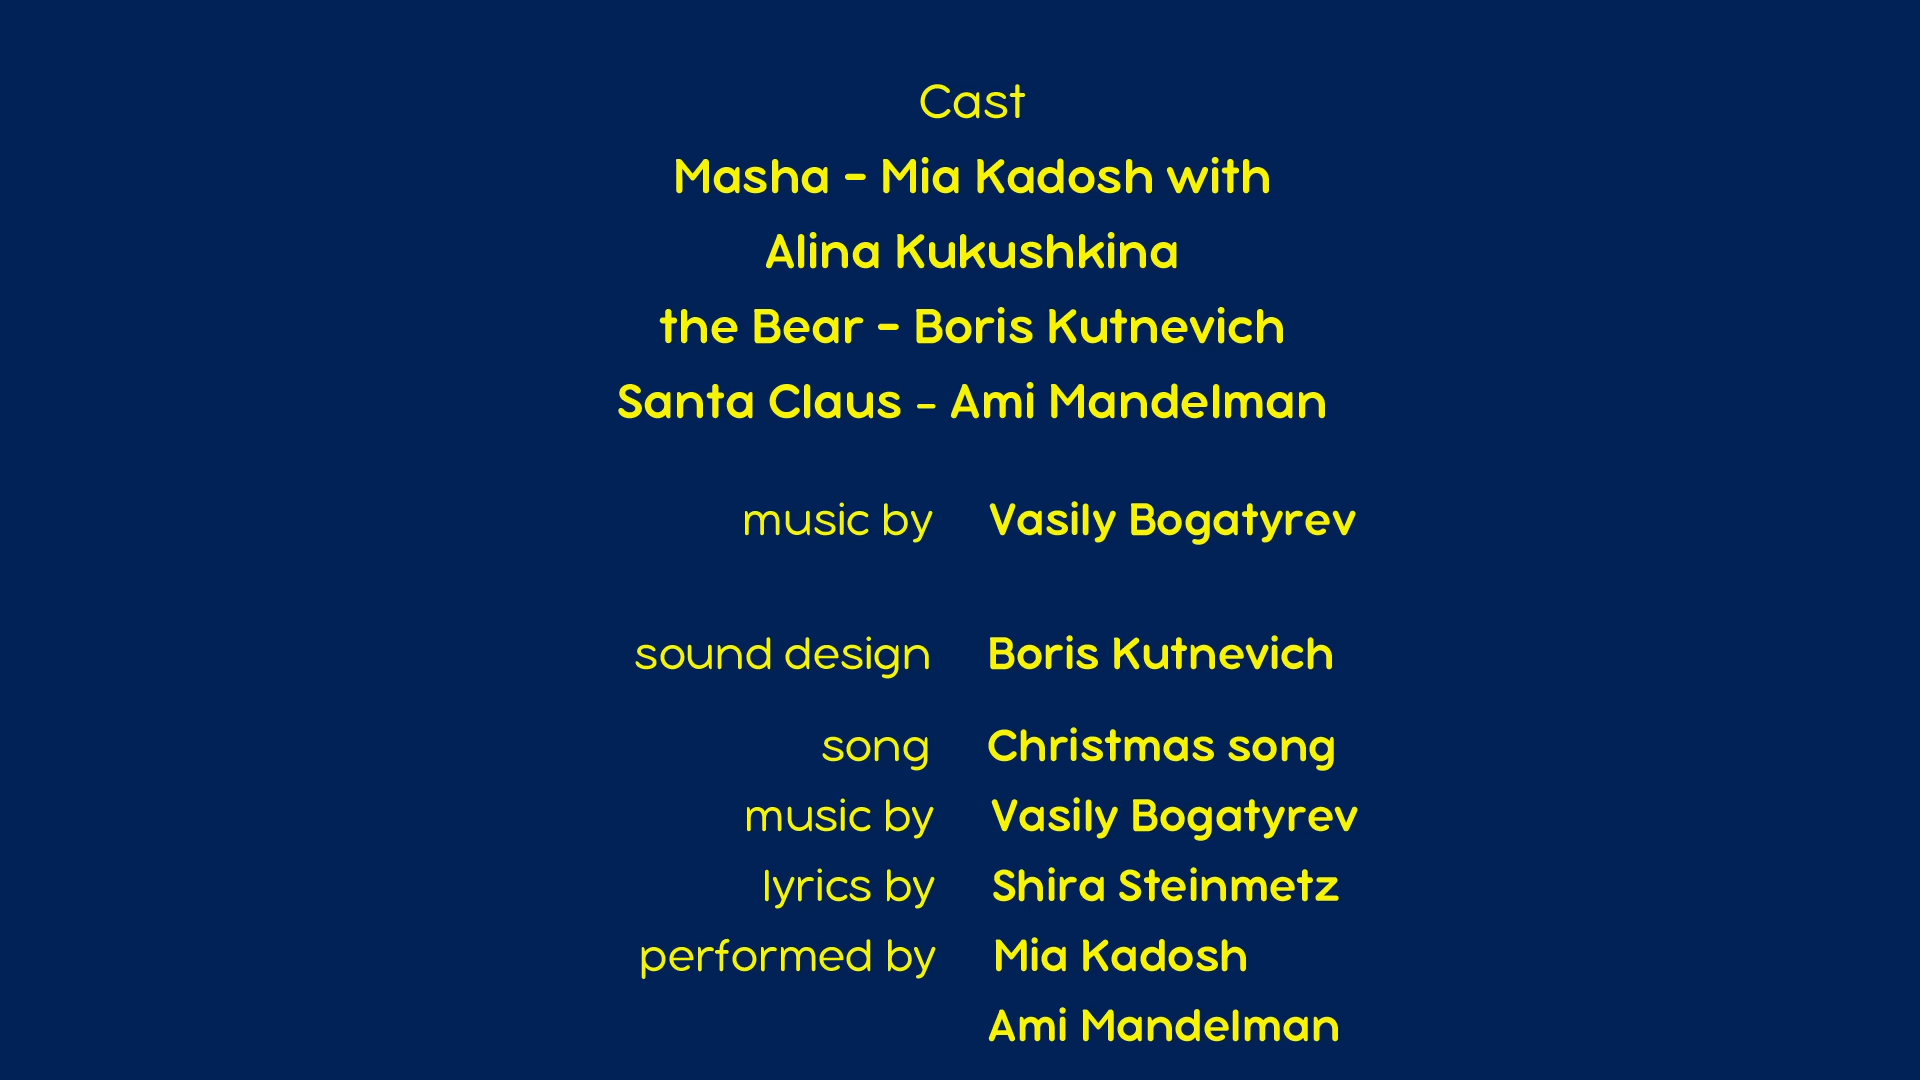 Cast
Masha - Mia Kadosh with
Alina Kukushkina
the Bear - Boris Kutnevich
Santa Claus - Ami Mandelman
music by Vasily Bogatyrev
sound design Boris Kutnevich
song Christmas song
music by Vasily Bogatyrev
lyrics by Shira Steinmetz
performed by Mia Kadosh
Ami Mandelman